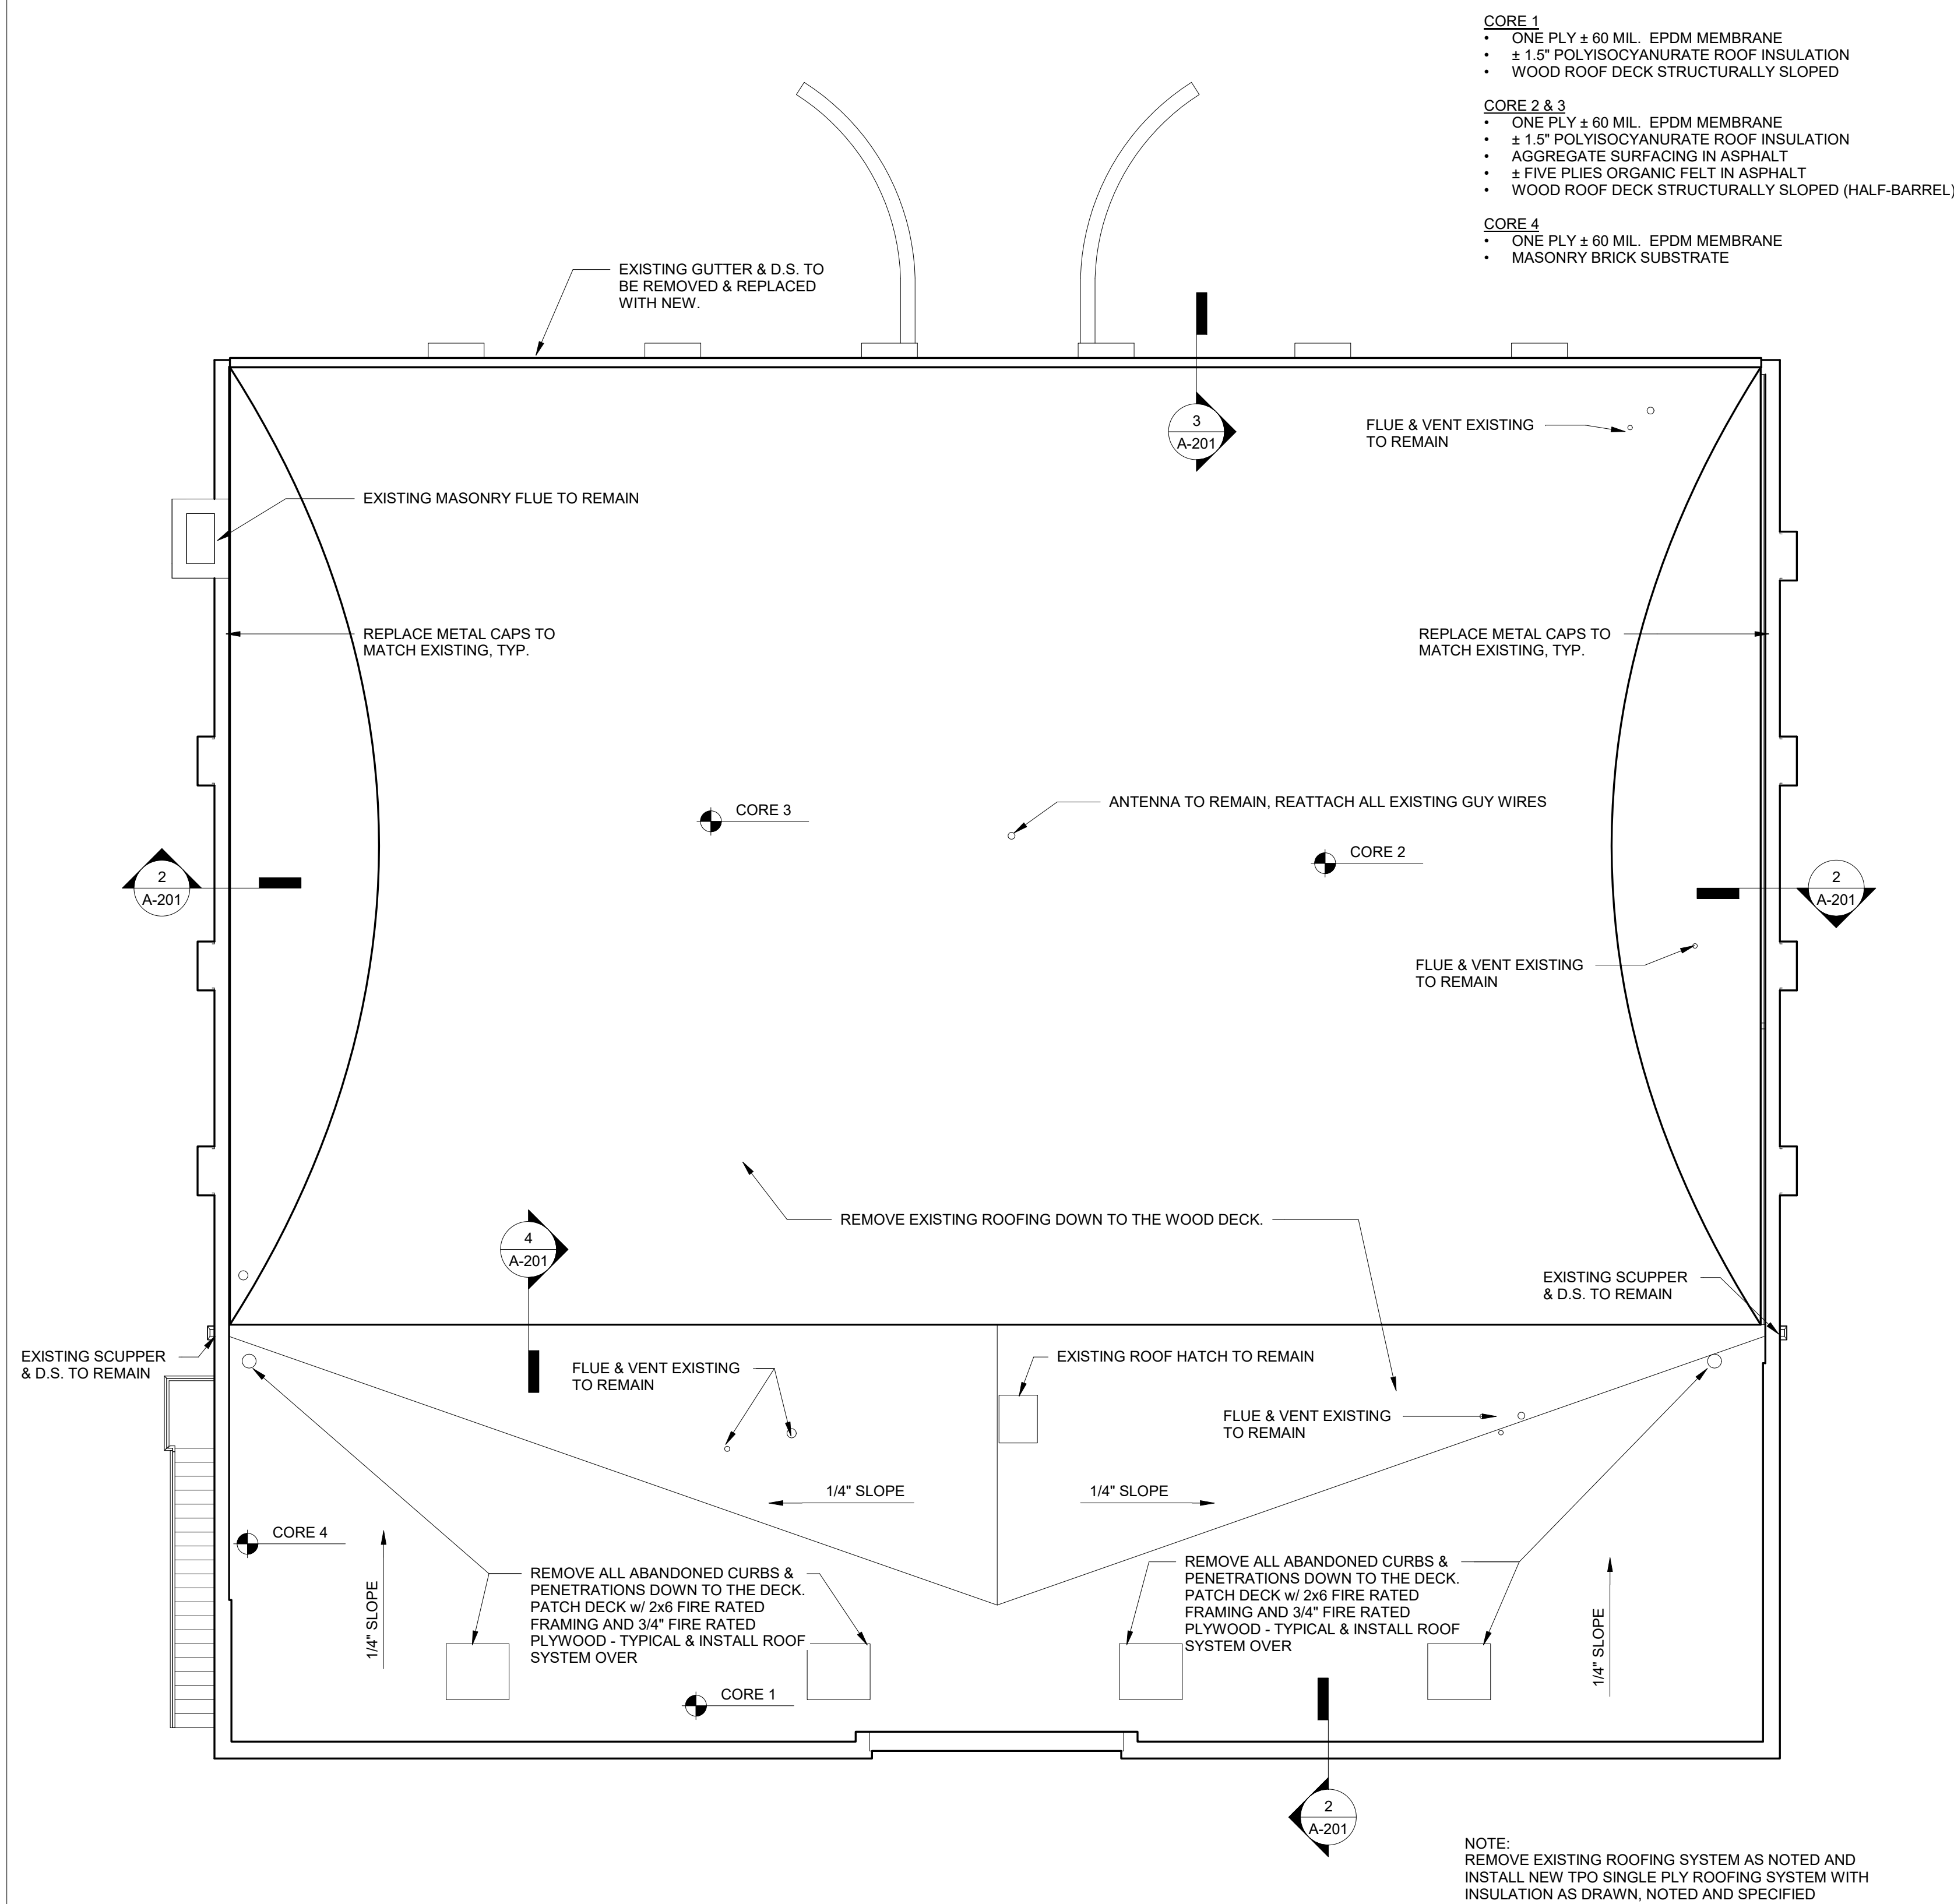 CORE 1
• ONE PLY ± 60 MIL. EPDM MEMBRANE
• ± 1.5" POLYISOCYANURATE ROOF INSULATION
• WOOD ROOF DECK STRUCTURALLY SLOPED
CORE 2 & 3
• ONE PLY ± 60 MIL. EPDM MEMBRANE
• ± 1.5" POLYISOCYANURATE ROOF INSULATION
• AGGREGATE SURFACING IN ASPHALT
• ± FIVE PLIES ORGANIC FELT IN ASPHALT
• WOOD ROOF DECK STRUCTURALLY SLOPED (HALF-BARREL)
CORE 4
• ONE PLY ± 60 MIL. EPDM MEMBRANE
• MASONRY BRICK SUBSTRATE
EXISTING GUTTER & D.S. TO
BE REMOVED & REPLACED
WITH NEW.
3
A-201
FLUE & VENT EXISTING
TO REMAIN
EXISTING MASONRY FLUE TO REMAIN
REPLACE METAL CAPS TO
MATCH EXISTING, TYP.
REPLACE METAL CAPS TO
MATCH EXISTING, TYP.
CORE 3
ANTENNA TO REMAIN, REATTACH ALL EXISTING GUY WIRES
CORE 2
2
A-201
2
A-201
FLUE & VENT EXISTING
TO REMAIN
REMOVE EXISTING ROOFING DOWN TO THE WOOD DECK.
4
A-201
EXISTING SCUPPER
& D.S. TO REMAIN
EXISTING SCUPPER
& D.S. TO REMAIN
FLUE & VENT EXISTING
TO REMAIN
EXISTING ROOF HATCH TO REMAIN
FLUE & VENT EXISTING
TO REMAIN
1/4" SLOPE
1/4" SLOPE
CORE 4
1/4" SLOPE
REMOVE ALL ABANDONED CURBS &
PENETRATIONS DOWN TO THE DECK.
PATCH DECK w/ 2x6 FIRE RATED
FRAMING AND 3/4" FIRE RATED
PLYWOOD - TYPICAL & INSTALL ROOF
SYSTEM OVER
REMOVE ALL ABANDONED CURBS &
PENETRATIONS DOWN TO THE DECK.
PATCH DECK w/ 2x6 FIRE RATED
FRAMING AND 3/4" FIRE RATED
PLYWOOD - TYPICAL & INSTALL ROOF
SYSTEM OVER
1/4" SLOPE
CORE 1
2
A-201
NOTE:
REMOVE EXISTING ROOFING SYSTEM AS NOTED AND
INSTALL NEW TPO SINGLE PLY ROOFING SYSTEM WITH
INSULATION AS DRAWN, NOTED AND SPECIFIED